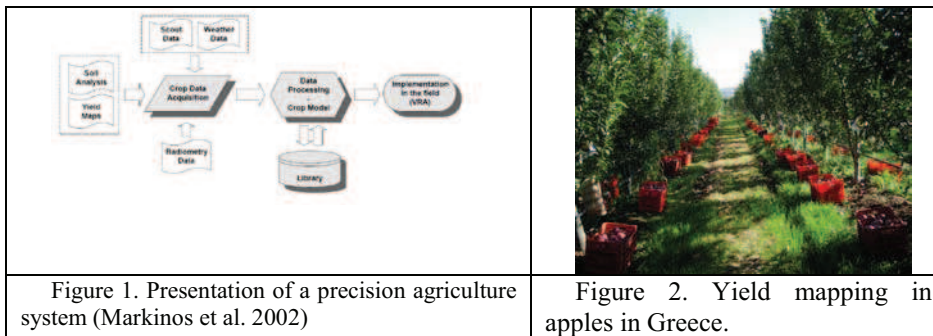 Scout Data
Weather Data
Soil Analysis
Yield Maps
Crop Data Acquisition
Data Processing
Crop Model
Implementation in the field (VRA)
Radiometry Data
Library
Figure 1. Presentation of a precision agriculture
system (Markinos et al. 2002)
Figure 2. Yield mapping in
apples in Greece.